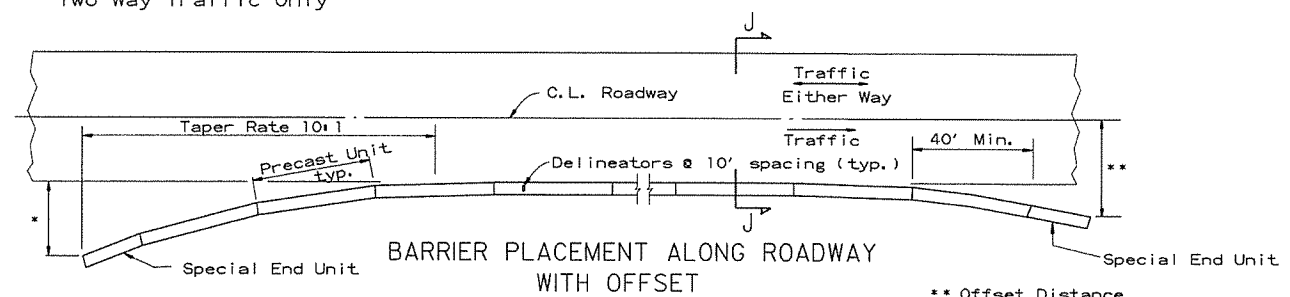 Two Way Traffic Only
J
Traffic
Either Way
C.L. Roadway
Taper Rate 10:1
Traffic
40' Min.
Precast Unit
typ.
Delineators @ 10' spacing (typ.)
**
*
J
BARRIER PLACEMENT ALONG ROADWAY
WITH OFFSET
Special End Unit
Special End Unit
** Offset Distance